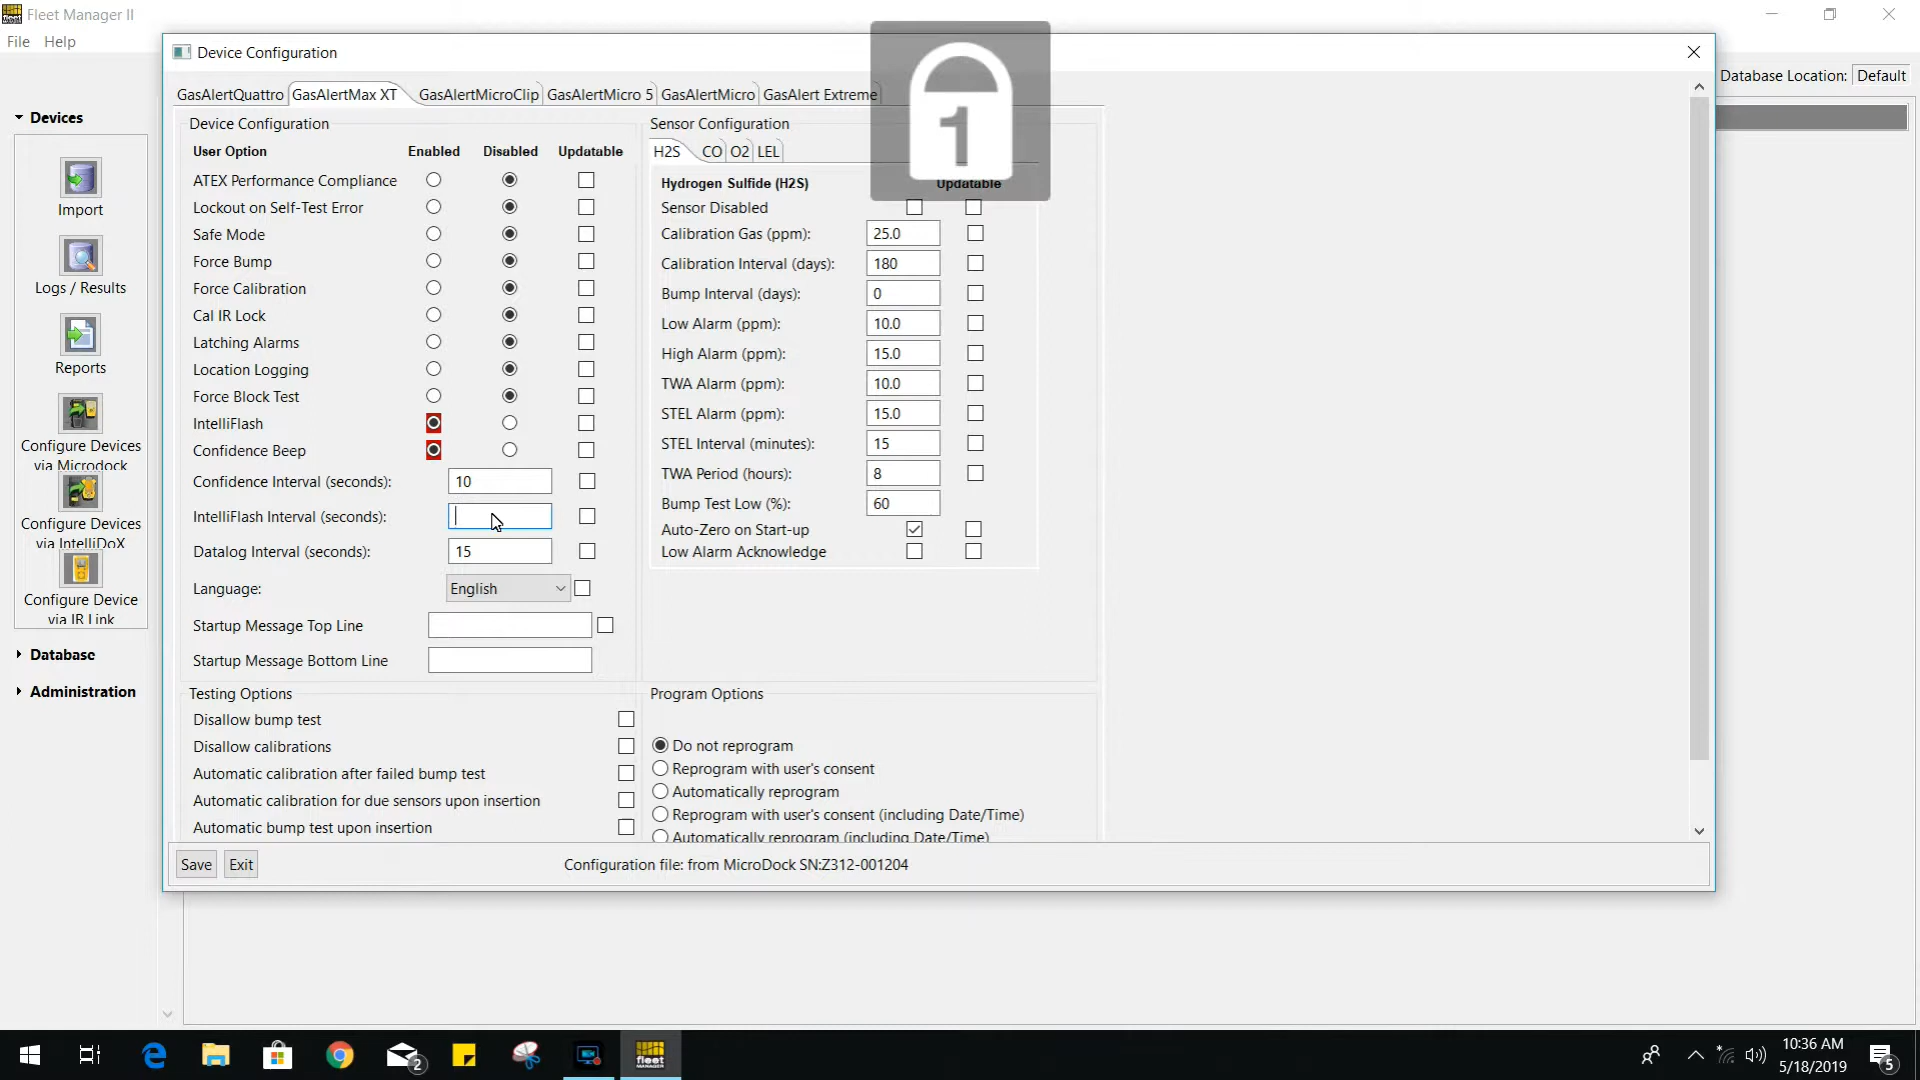 Fleet Manager II
File Help
Device Configuration
Database Location: Default
GasAlertQuattro GasAlertMax XT GasAlertMicroClip GasAlertMicro 5 GasAlertMicro GasAlert Extreme
1
Devices
Import
Logs / Results
Reports
Configure Devices
via Microdock
Configure Devices
via IntelliDoX
Configure Device
via IR Link
Database
Administration
Device Configuration
User Option Enabled Disabled Updatable
ATEX Performance Compliance
Lockout on Self-Test Error
Safe Mode
Force Bump
Force Calibration
Cal IR Lock
Latching Alarms
Location Logging
Force Block Test
IntelliFlash
Confidence Beep
Confidence Interval (seconds): 10
IntelliFlash Interval (seconds):
Datalog Interval (seconds): 15
Language: English
Startup Message Top Line
Startup Message Bottom Line
Sensor Configuration
H2S CO O2 LEL
Hydrogen Sulfide (H2S) Updatable
Sensor Disabled
Calibration Gas (ppm): 25.0
Calibration Interval (days): 180
Bump Interval (days): 0
Low Alarm (ppm): 10.0
High Alarm (ppm): 15.0
TWA Alarm (ppm): 10.0
STEL Alarm (ppm): 15.0
STEL Interval (minutes): 15
TWA Period (hours): 8
Bump Test Low (%): 60
Auto-Zero on Start-up
Low Alarm Acknowledge
Testing Options
Disallow bump test
Disallow calibrations
Automatic calibration after failed bump test
Automatic calibration for due sensors upon insertion
Automatic bump test upon insertion
Program Options
Do not reprogram
Reprogram with user's consent
Automatically reprogram
Reprogram with user's consent (including Date/Time)
Automatically reprogram (including Date/Time)
Save Exit Configuration file: from MicroDock SN:Z312-001204
2
fleet
MANAGER
10:36 AM
5/18/2019
5